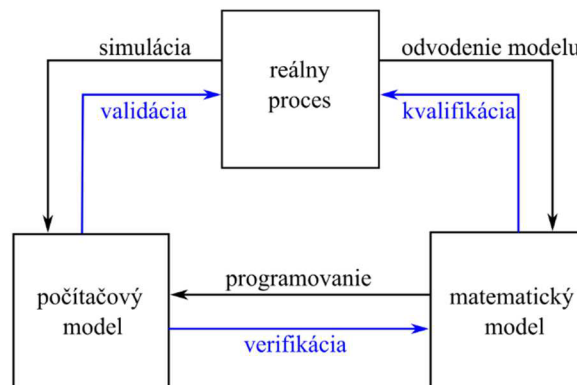 simulácia
odvodenie modelu
reálny
proces
validácia
kvalifikácia
programovanie
počítačový
model
matematický
model
verifikácia